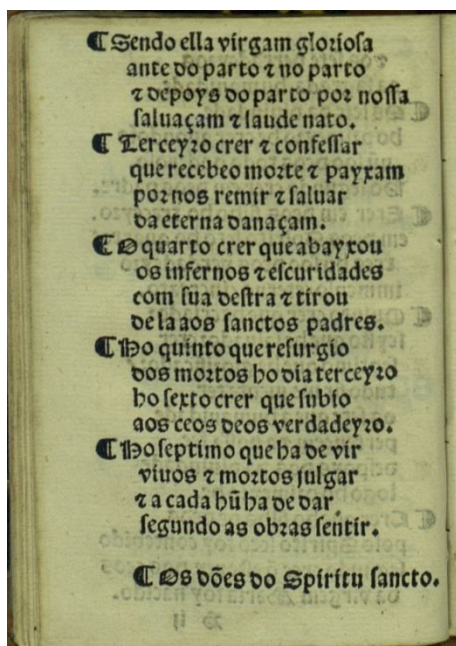 ¶ Sendo ella virgam gloriosa
ante do parto ⁊ no parto
⁊ depoys do parto por nossa
saluaçam ⁊ laude nato.
¶ Terceyro crer ⁊ confessar
que recebeo morte ⁊ payxam
por nos remir ⁊ saluar
da eterna danaçam.
¶ O quarto crer que abayxou
os infernos ⁊ escuridades
com sua destra ⁊ tirou
de la aos sanctos padres.
¶ Ho quinto que resurgio
dos mortos ho dia terceyro
ho sexto crer que subio
aos ceos deos verdadeyro.
¶ Ho septimo que ha de vir
viuos ⁊ mortos julgar
⁊ a cada hũ ha de dar
segundo as obras sentir.
¶ Os dões do Spiritu sancto.